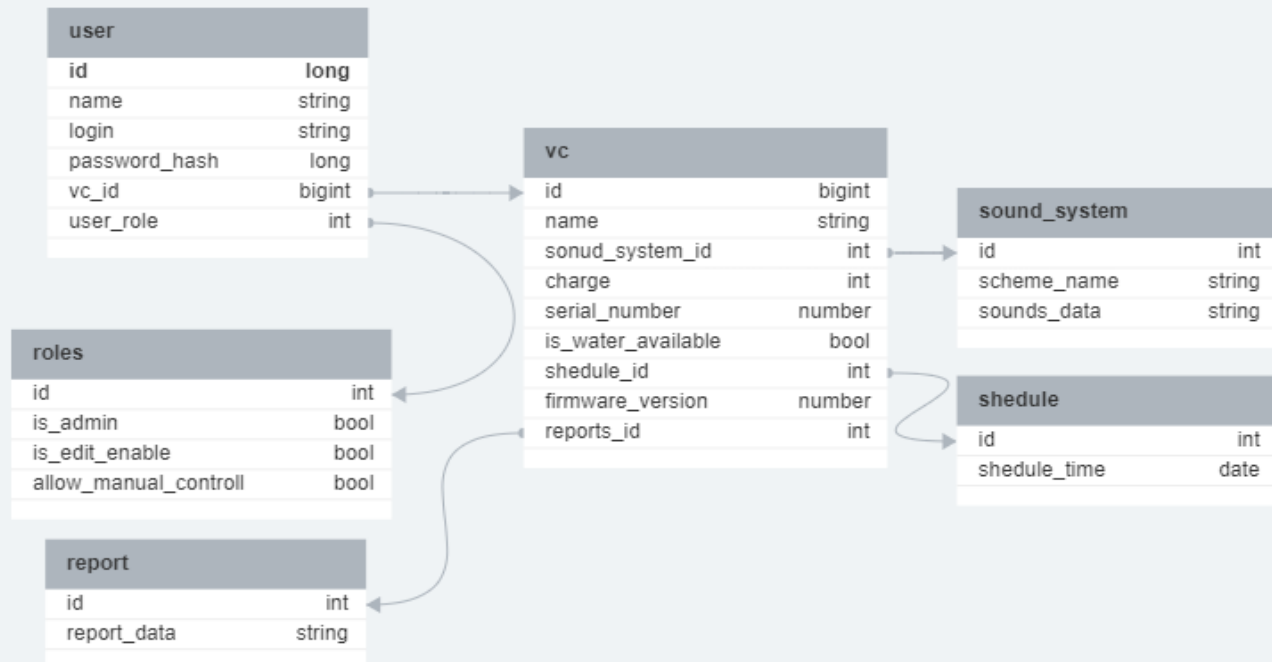 user
id long
name string
login string
password_hash long
vc_id bigint
user_role int
vc
id bigint
name string
sonud_system_id int
charge int
serial_number number
is_water_available bool
shedule_id int
firmware_version number
reports_id int
sound_system
id int
scheme_name string
sounds_data string
shedule
id int
shedule_time date
roles
id int
is_admin bool
is_edit_enable bool
allow_manual_controll bool
report
id int
report_data string